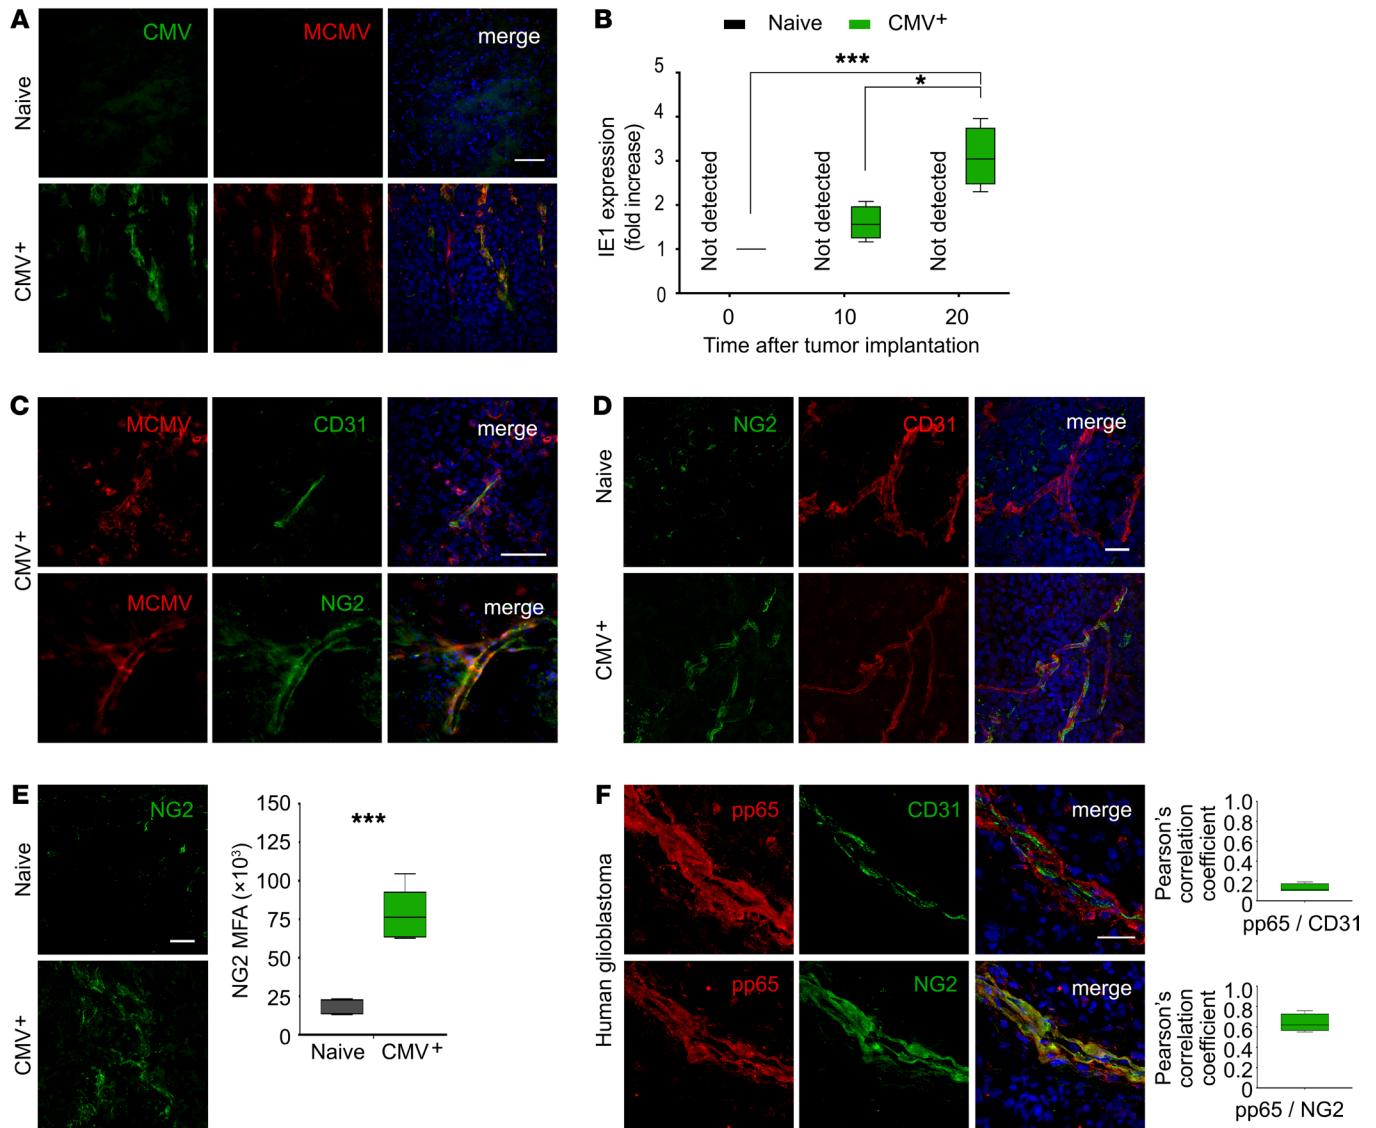 A
CMV
MCMV
merge
Naive
CMV+
B
Naive
CMV+
***
*
5
4
3
2
1
0
IE1 expression
(fold increase)
Not detected
Not detected
Not detected
0
10
20
Time after tumor implantation
C
MCMV
CD31
merge
CMV+
MCMV
NG2
merge
D
NG2
CD31
merge
Naive
CMV+
E
NG2
Naive
CMV+
150
125
100
75
50
25
0
NG2 MFA (×10³)
***
Naive
CMV+
F
pp65
CD31
merge
Human glioblastoma
pp65
NG2
merge
Pearson's
correlation
coefficient
1.0
0.8
0.6
0.4
0.2
0
pp65 / CD31
Pearson's
correlation
coefficient
1.0
0.8
0.6
0.4
0.2
0
pp65 / NG2